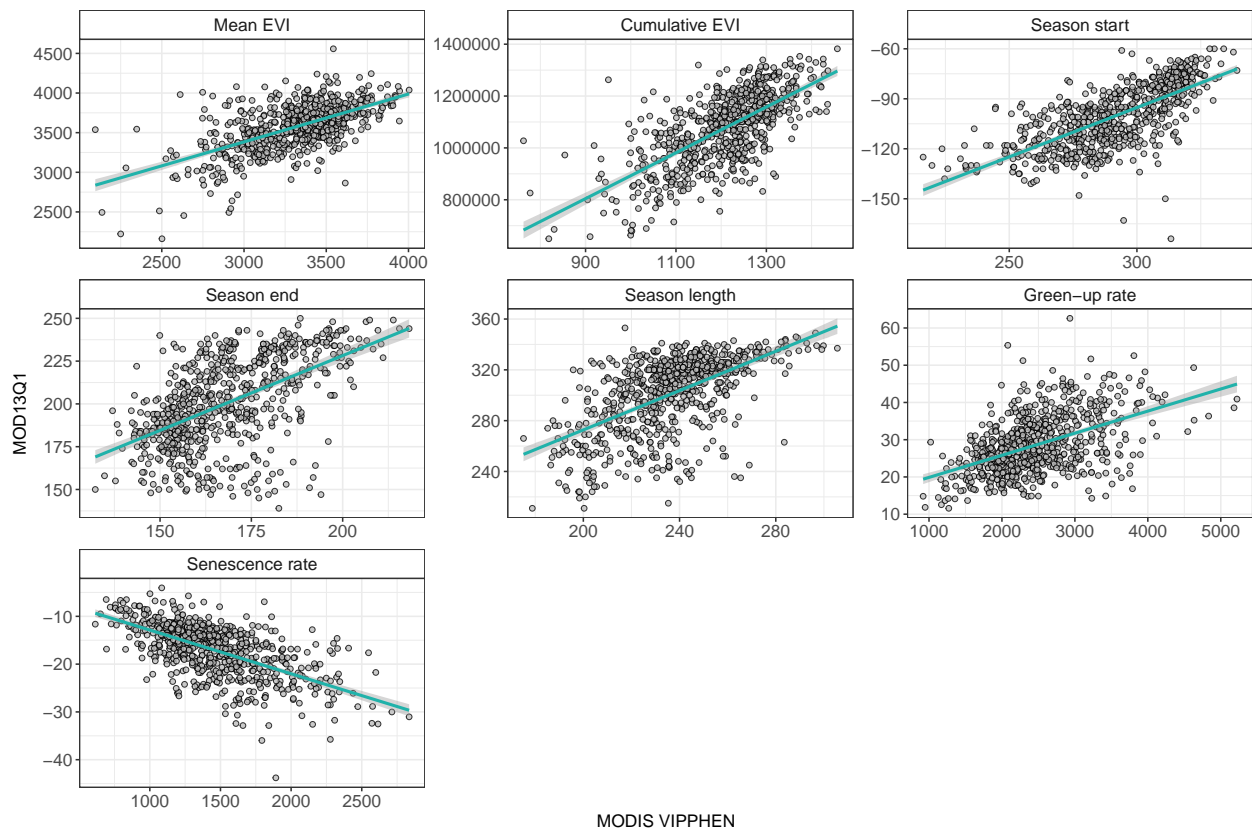 Mean EVI
Cumulative EVI
Season start
4500
4000
3500
3000
2500
2500 3000 3500 4000
1400000
1200000
1000000
800000
900 1100 1300
−60
−90
−120
−150
250 300
Season end
Season length
Green−up rate
250
225
200
175
150
150 175 200
360
320
280
240
200 240 280
60
50
40
30
20
10
1000 2000 3000 4000 5000
Senescence rate
−10
−20
−30
−40
1000 1500 2000 2500
MOD13Q1
MODIS VIPPHEN